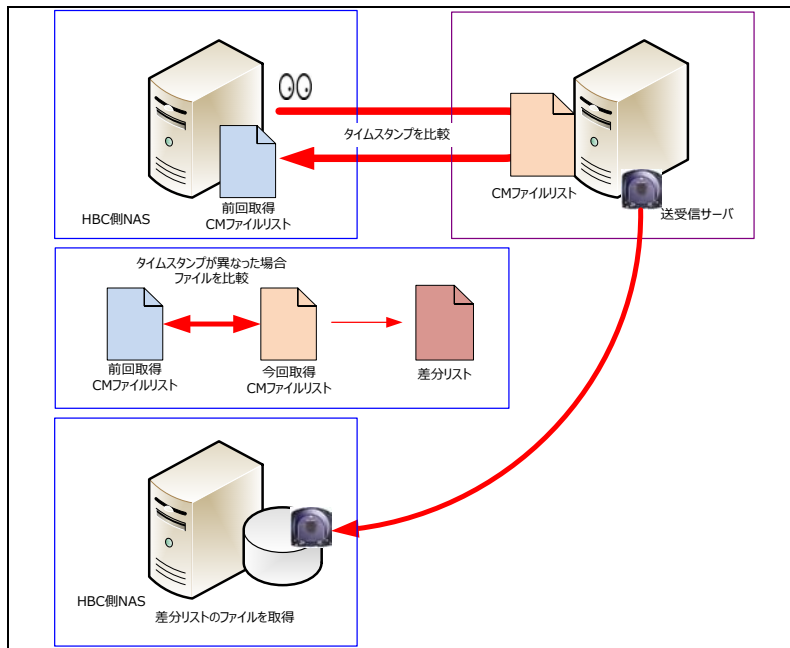 タイムスタンプを比較
HBC側NAS
前回取得
CMファイルリスト
CMファイルリスト
送受信サーバ
タイムスタンプが異なった場合
ファイルを比較
前回取得
CMファイルリスト
今回取得
CMファイルリスト
差分リスト
HBC側NAS
差分リストのファイルを取得